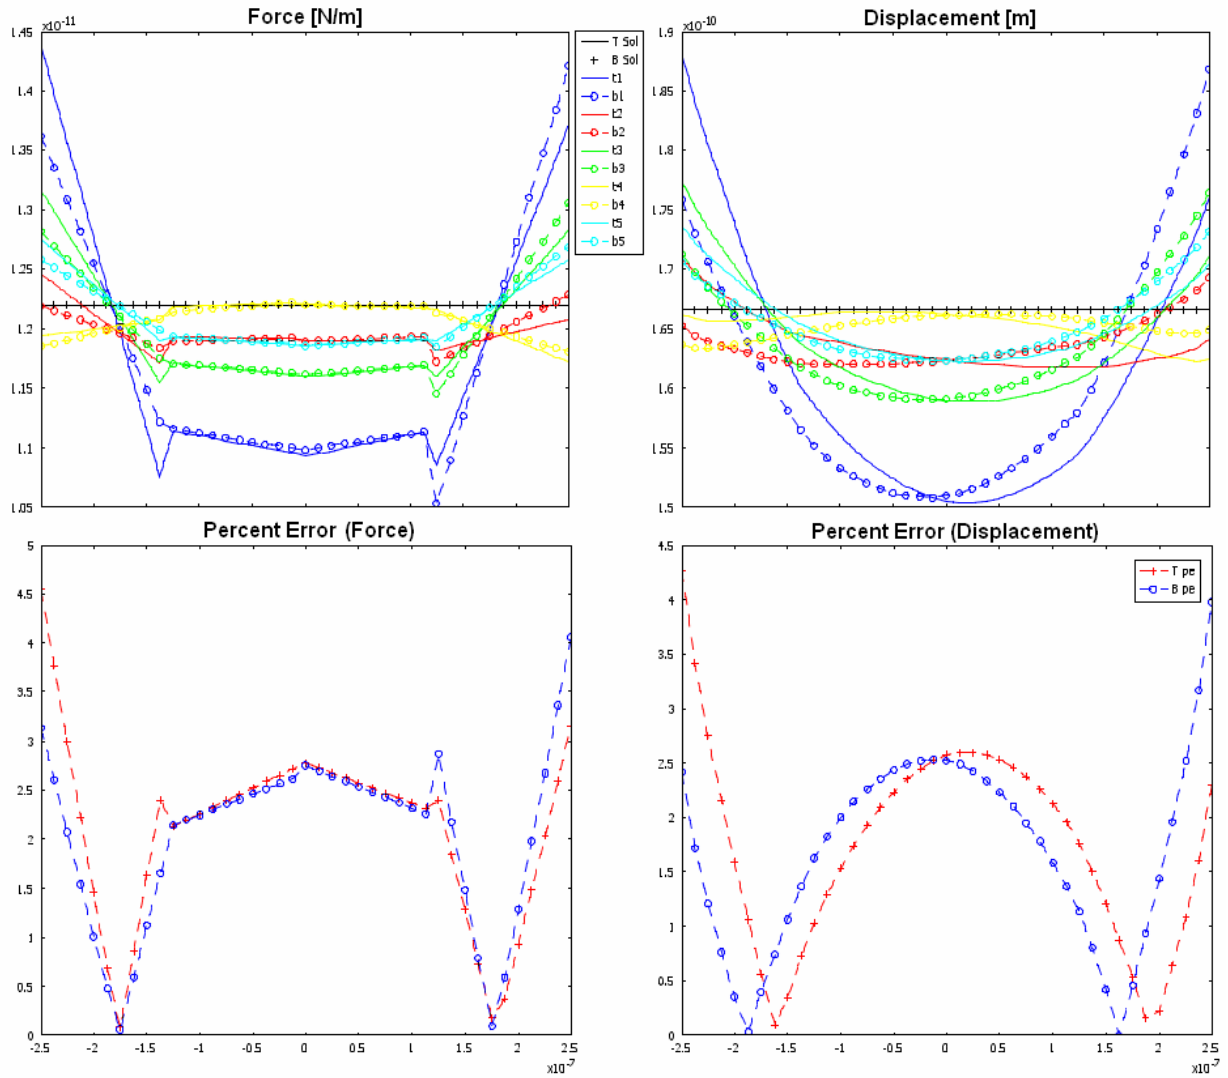 Force [N/m]
x10-11
1.45
1.4
1.35
1.3
1.25
1.2
1.15
1.1
1.05
T Sol
B Sol
t1
b1
t2
b2
t3
b3
t4
b4
t5
b5
Displacement [m]
x10-10
1.9
1.85
1.8
1.75
1.7
1.65
1.6
1.55
1.5
Percent Error (Force)
5
4.5
4
3.5
3
2.5
2
1.5
1
0.5
0
-2.5 -2 -1.5 -1 -0.5 0 0.5 1 1.5 2 2.5
x10-7
Percent Error (Displacement)
4.5
4
3.5
3
2.5
2
1.5
1
0.5
0
T pe
B pe
-2.5 -2 -1.5 -1 -0.5 0 0.5 1 1.5 2 2.5
x10-7